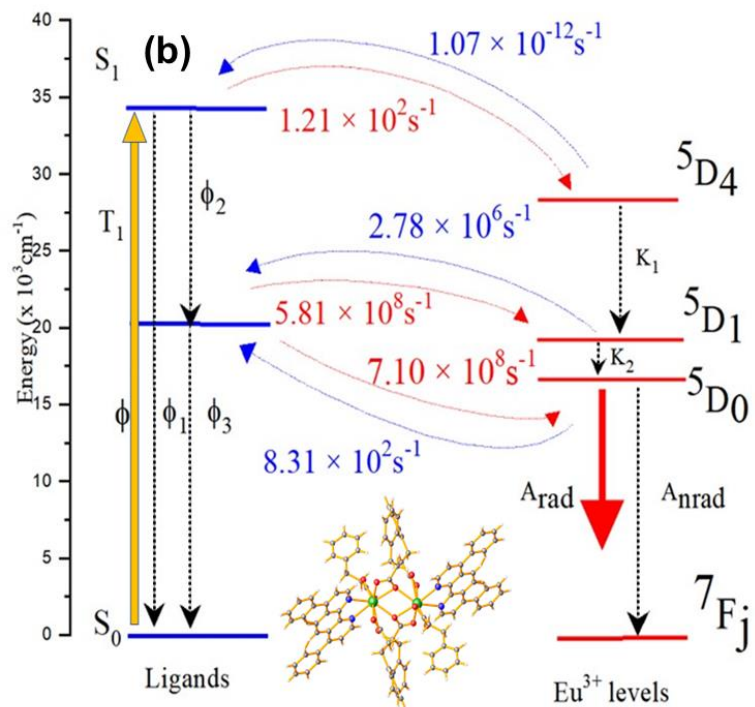 (b)
Energy (x 10³cm⁻¹)
40
35
30
25
20
15
10
5
0
S₁
T₁
S₀
ϕ
ϕ₁
ϕ₂
ϕ₃
1.07 × 10⁻¹²s⁻¹
1.21 × 10²s⁻¹
2.78 × 10⁶s⁻¹
5.81 × 10⁸s⁻¹
7.10 × 10⁸s⁻¹
8.31 × 10²s⁻¹
⁵D4
K₁
⁵D₁
K₂
⁵D₀
Arad
Anrad
⁷Fj
Ligands
Eu³⁺ levels